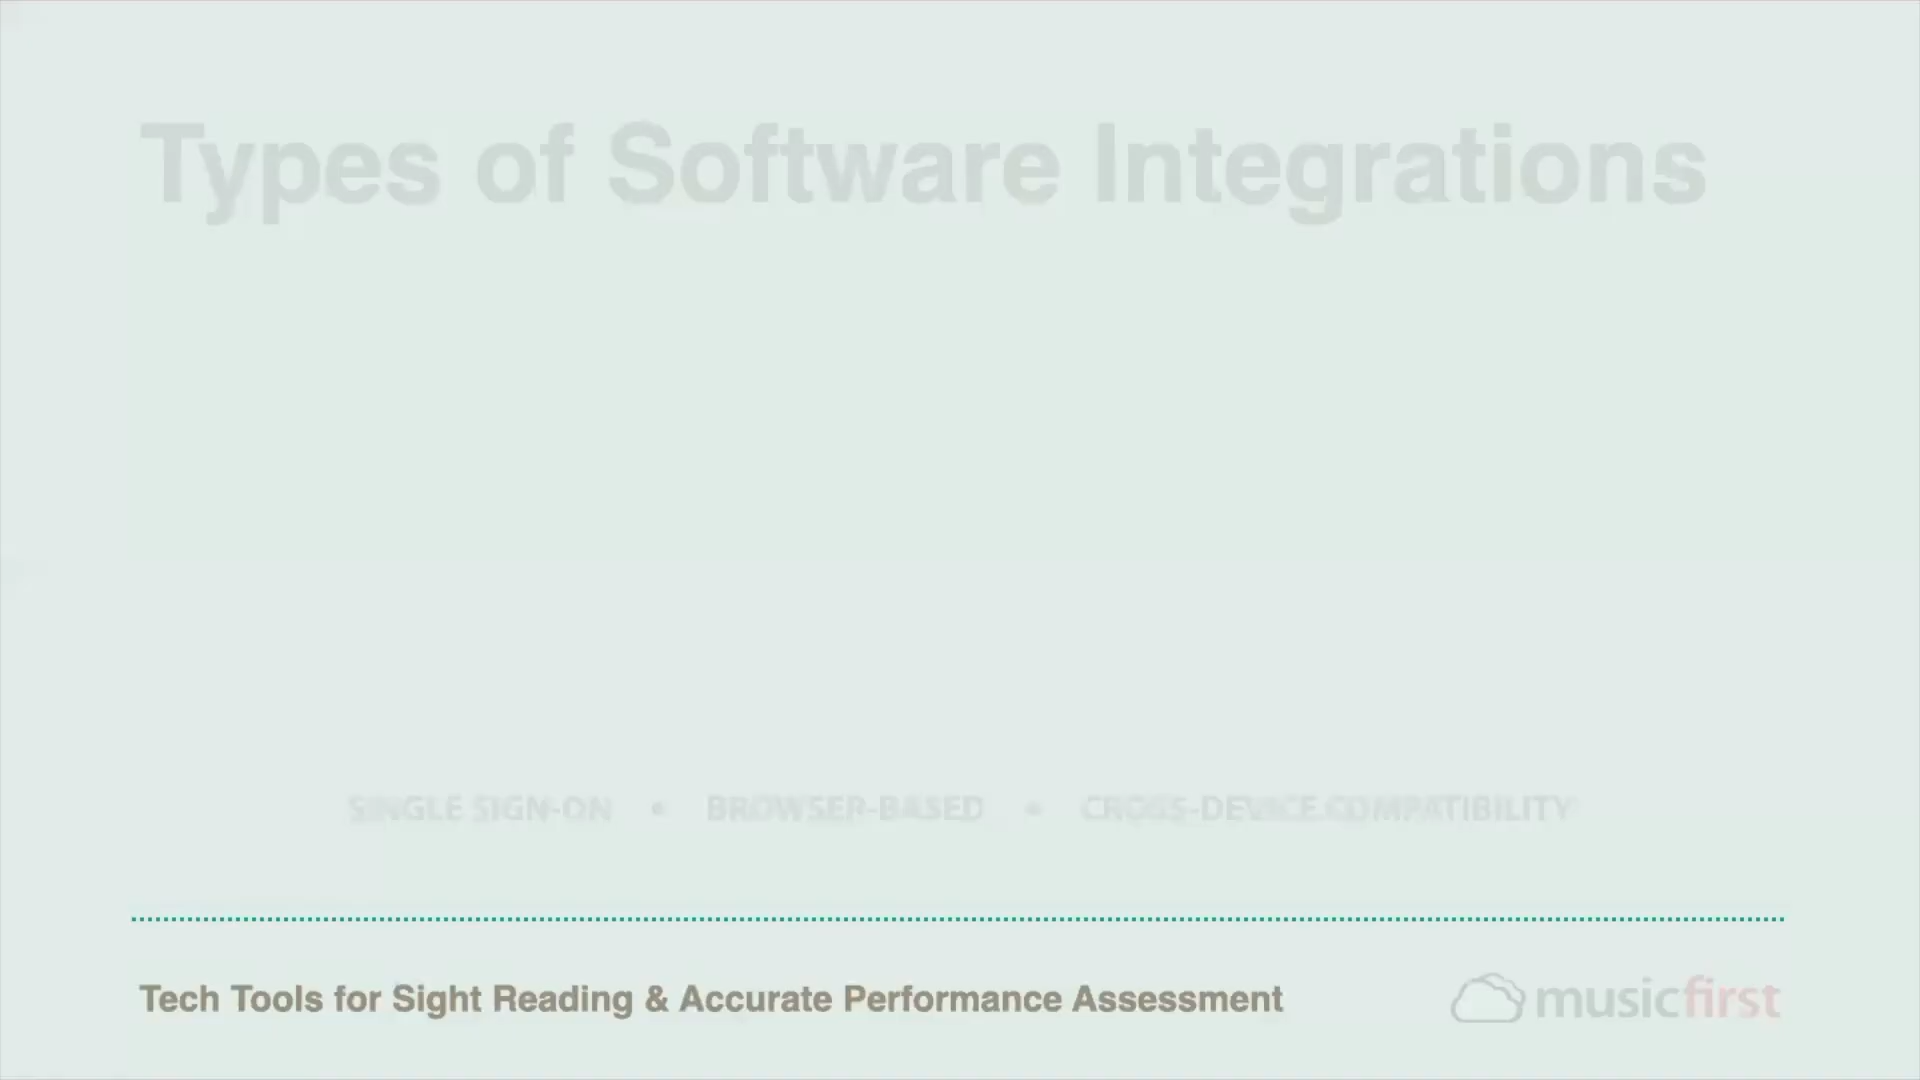 Types of Software Integrations
SINGLE SIGN-ON • BROWSER-BASED • CROSS-DEVICE COMPATIBILITY
Tech Tools for Sight Reading & Accurate Performance Assessment
musicfirst